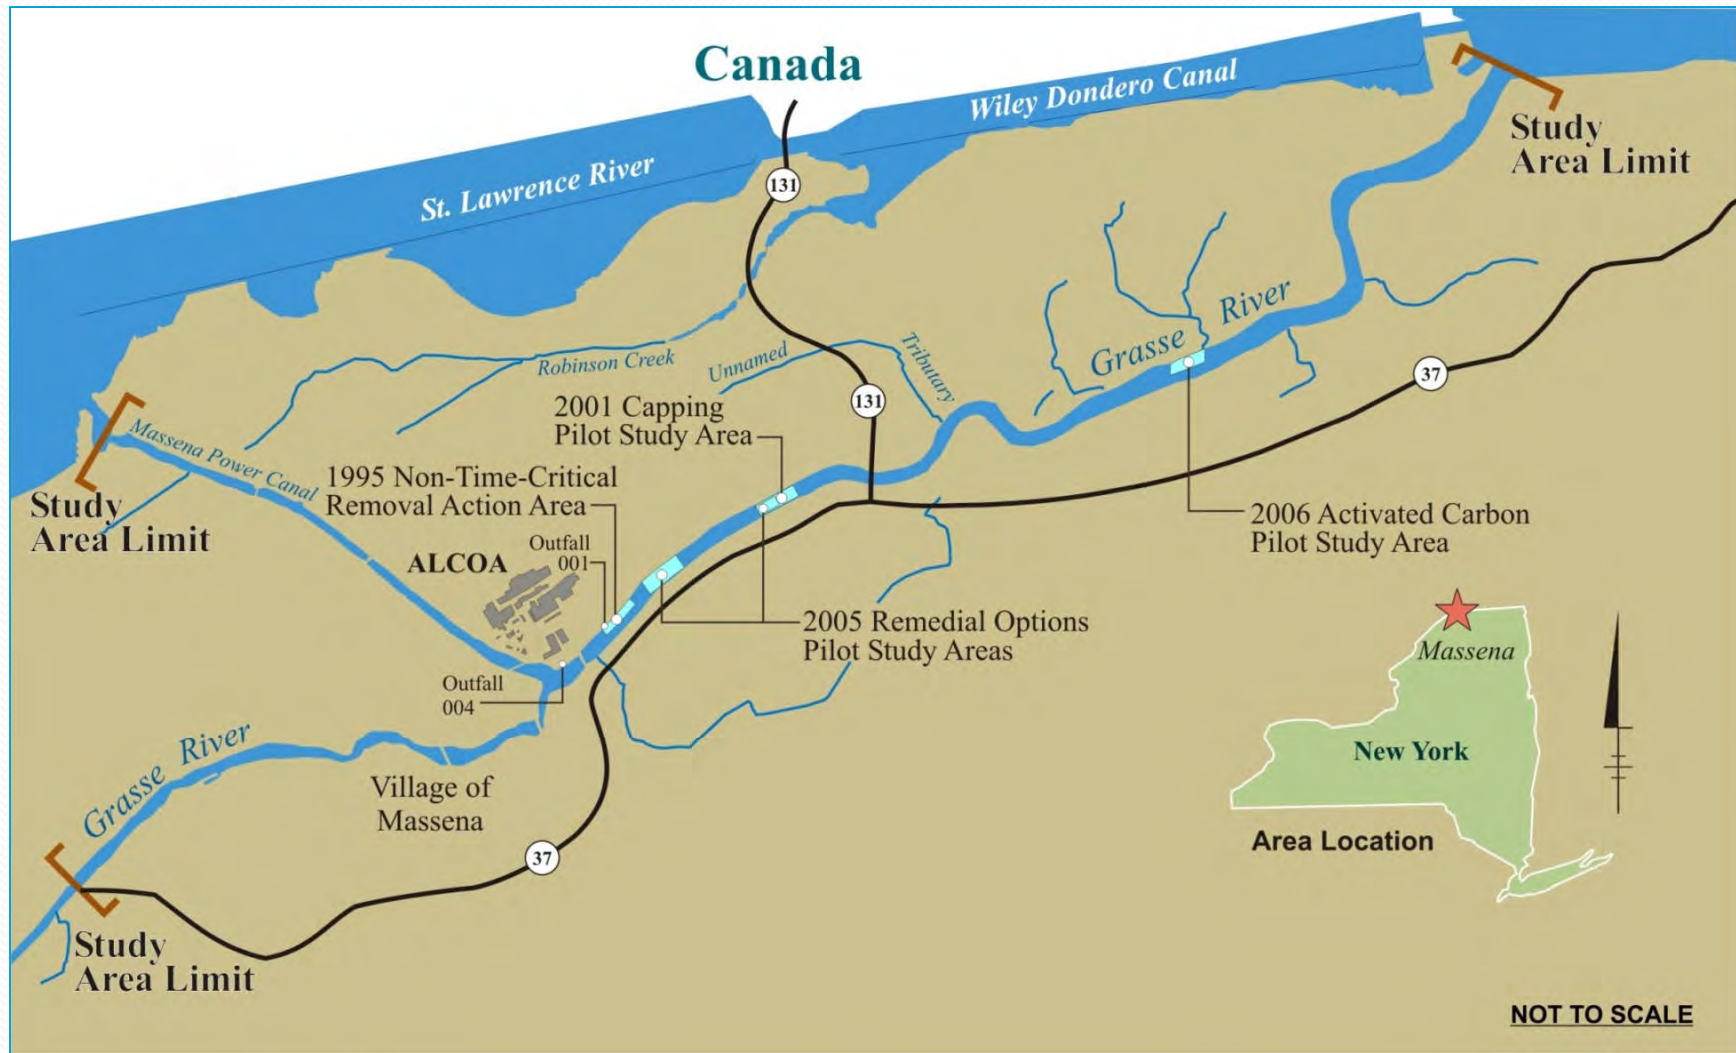 Canada
Wiley Dondero Canal
St. Lawrence River
131
Study
Area Limit
Grasse River
Robinson Creek
Unnamed
Tributary
37
131
2001 Capping
Pilot Study Area
Massena Power Canal
1995 Non-Time-Critical
Removal Action Area
Study
Area Limit
ALCOA
Outfall
001
2006 Activated Carbon
Pilot Study Area
2005 Remedial Options
Pilot Study Areas
Massena
Outfall
004
Grasse River
Village of
Massena
New York
Area Location
37
Study
Area Limit
NOT TO SCALE